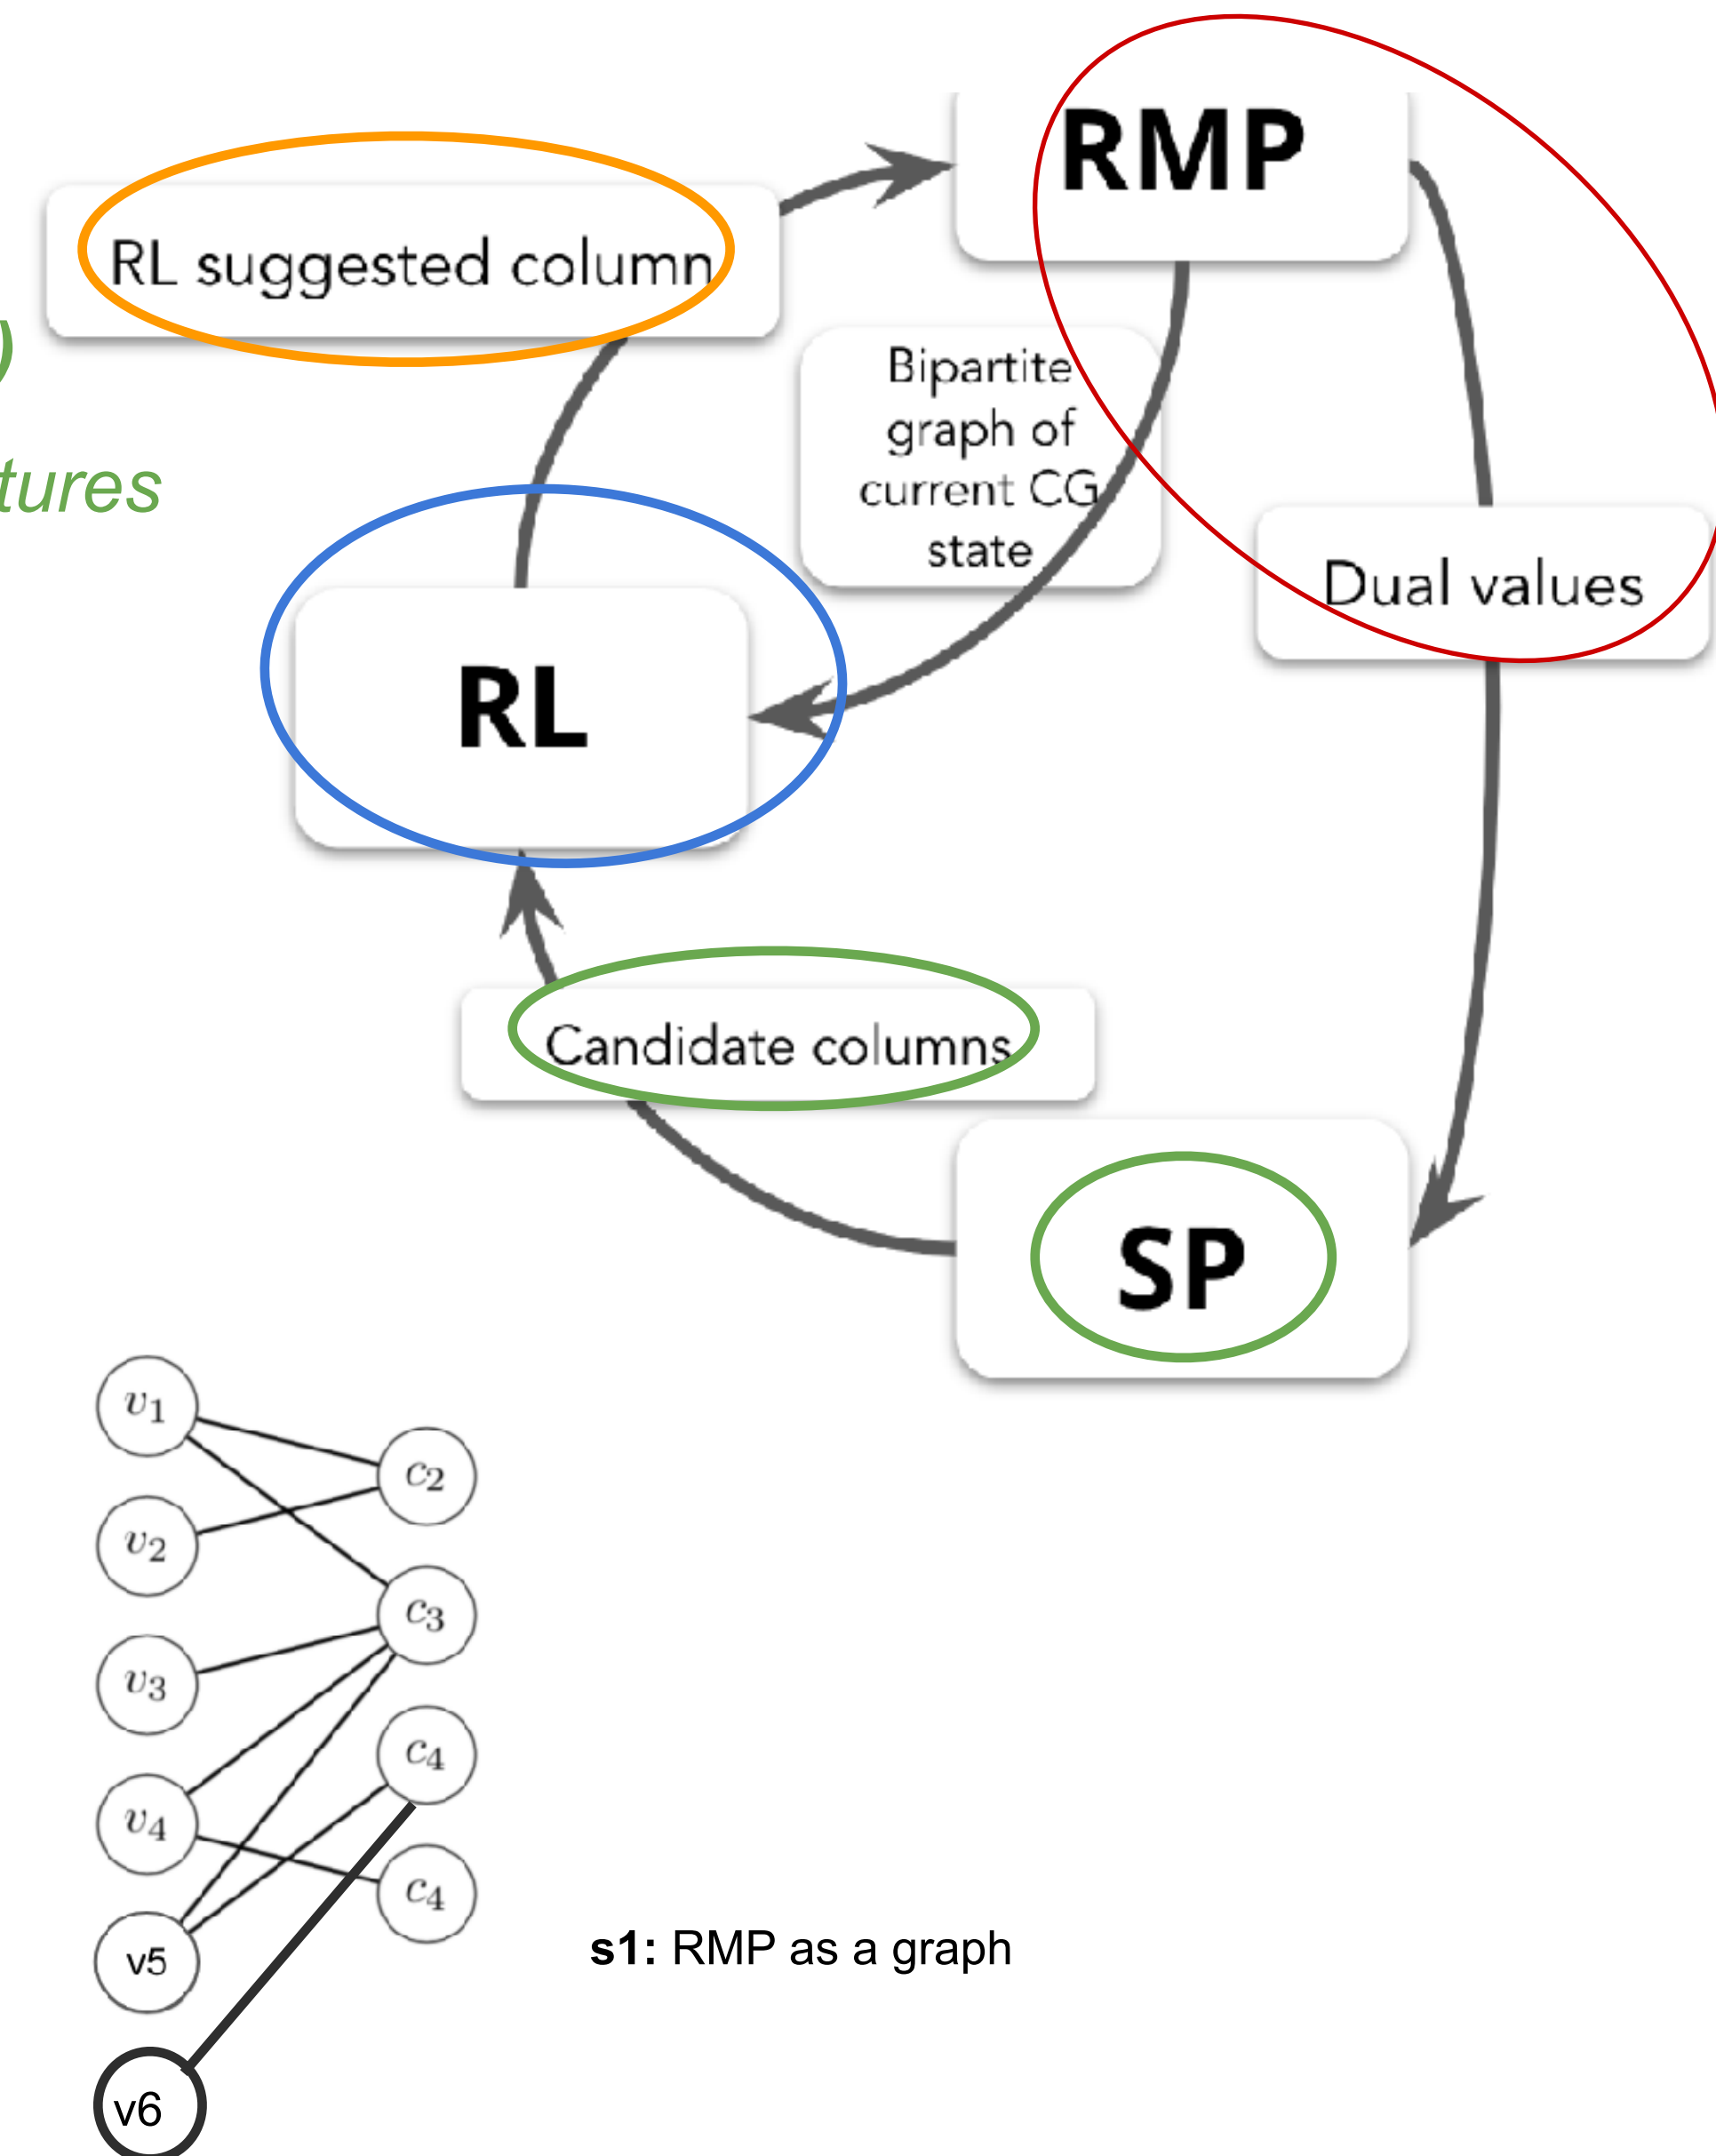 RMP
RL suggested column
)
Bipartite
graph of
current CG
state
tures
Dual values
RL
Candidate columns
SP
v1
c2
v2
c3
v3
c4
v4
c4
v5
s1: RMP as a graph
v6